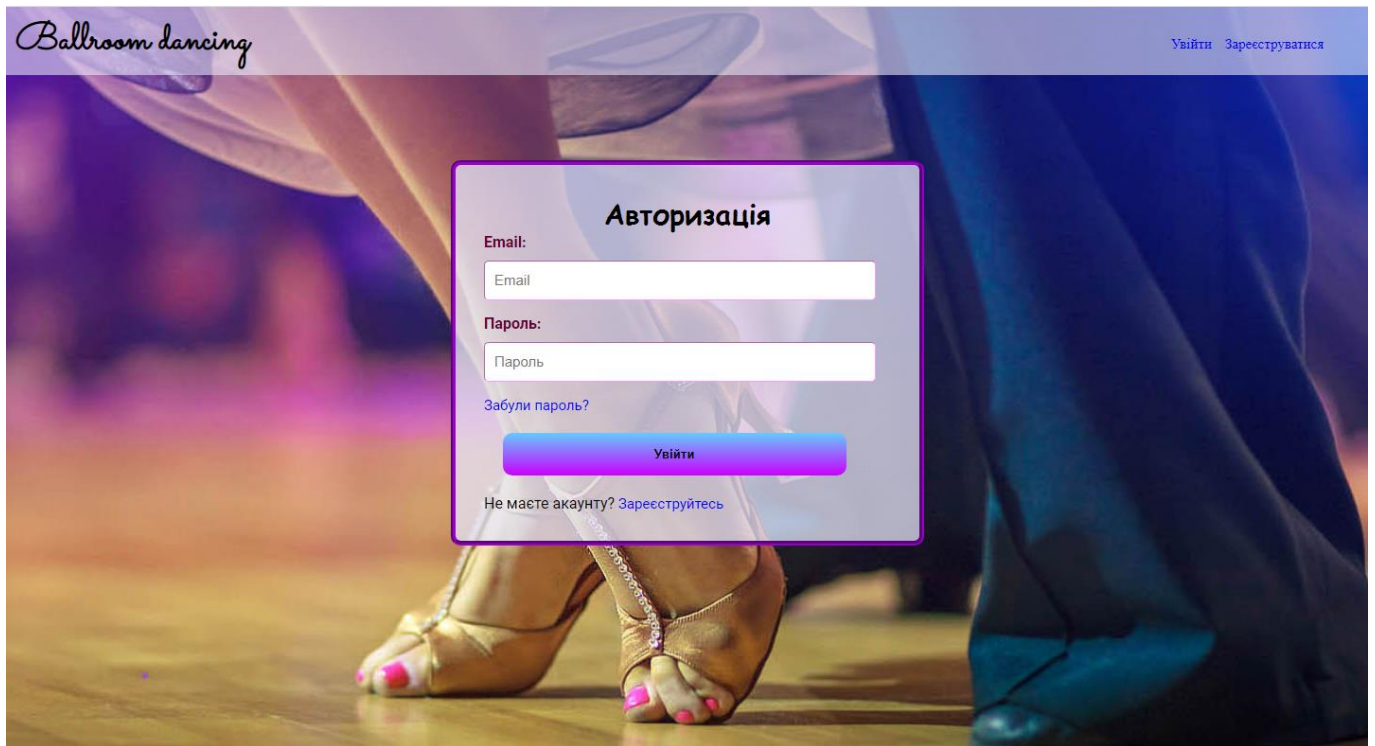 Ballroom dancing
Увійти Зареєструватися
Авторизація
Email:
Email
Пароль:
Пароль
Забули пароль?
Увійти
Не маєте акаунту? Зареєструйтесь